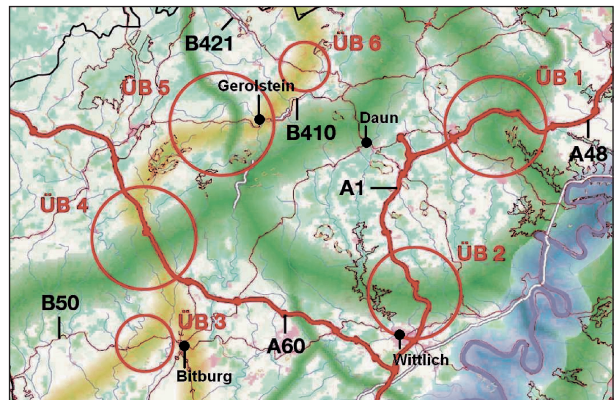 B421
ÜB 6
ÜB 5
Gerolstein
ÜB 1
B410
Daun
A48
A1
ÜB 4
ÜB 2
B50
ÜB 3
A60
Bitburg
Wittlich